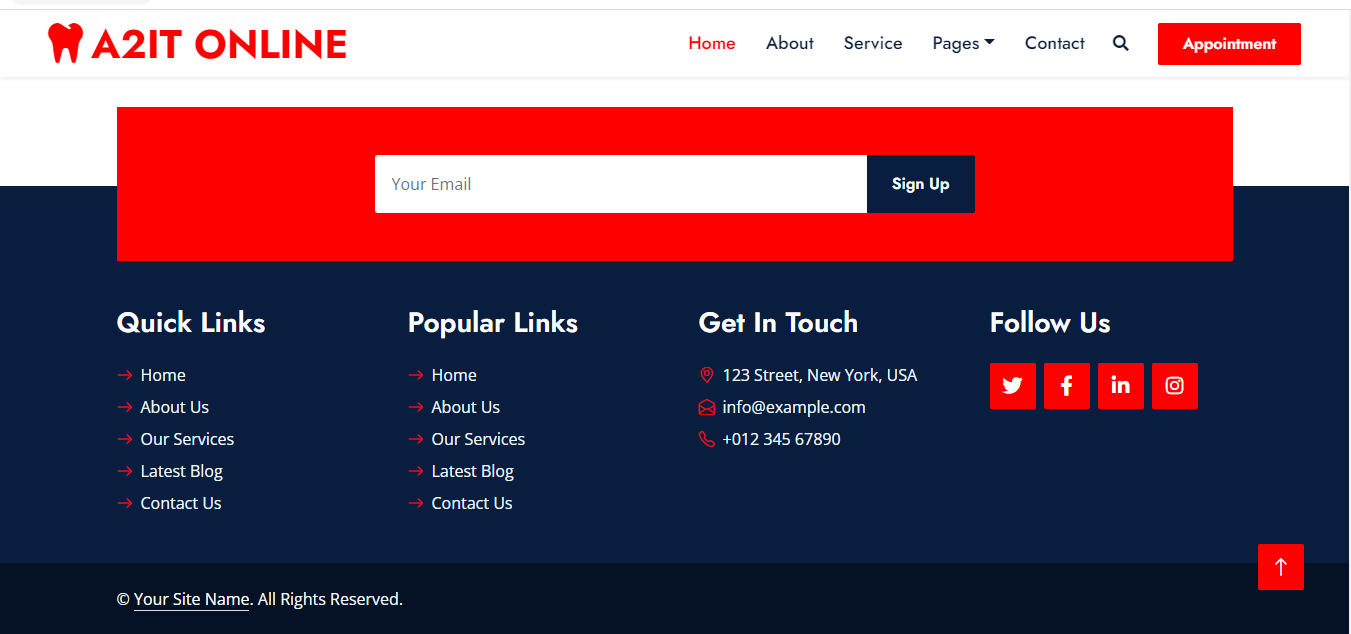 A2IT ONLINE
Home About Service Pages Contact Appointment
Your Email Sign Up
Quick Links
Home
About Us
Our Services
Latest Blog
Contact Us
Popular Links
Home
About Us
Our Services
Latest Blog
Contact Us
Get In Touch
123 Street, New York, USA
info@example.com
+012 345 67890
Follow Us
© Your Site Name. All Rights Reserved.